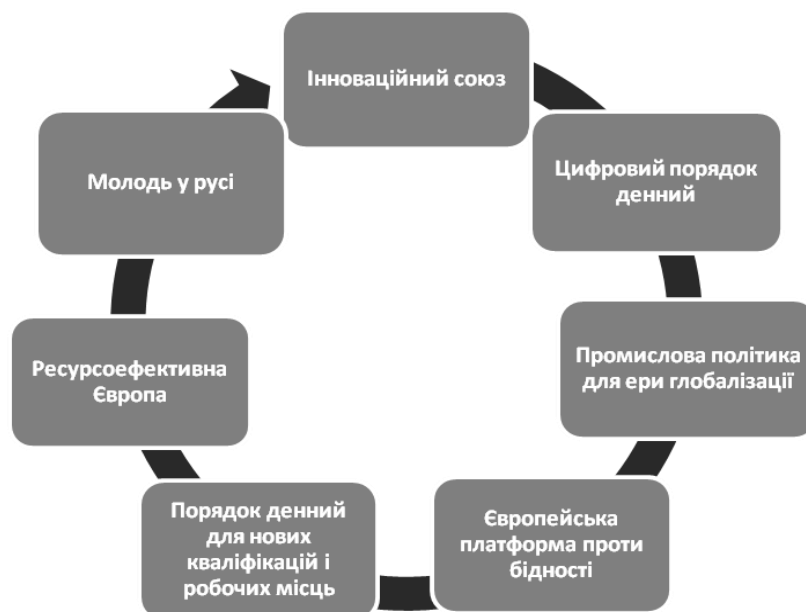 Інноваційний союз
Цифровий порядок
денний
Промислова політика
для ери глобалізації
Європейська
платформа проти
бідності
Порядок денний
для нових
кваліфікацій і
робочих місць
Ресурсоефективна
Європа
Молодь у русі